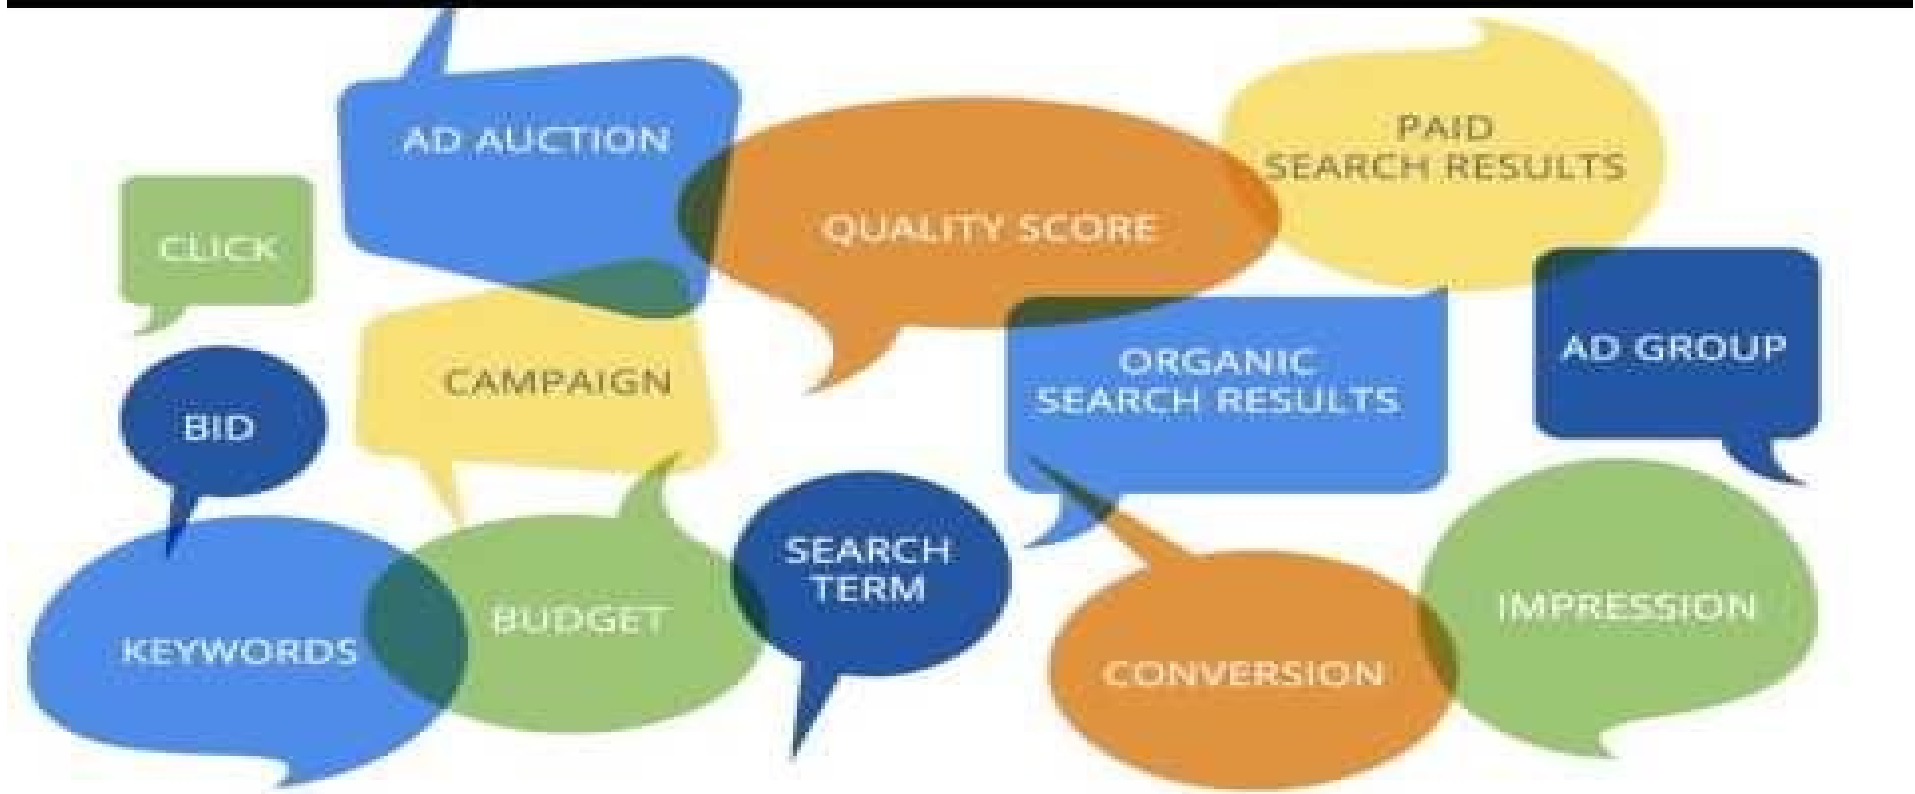 AD AUCTION
PAID
SEARCH RESULTS
QUALITY SCORE
CLICK
AD GROUP
CAMPAIGN
ORGANIC
SEARCH RESULTS
BID
SEARCH
TERM
IMPRESSION
BUDGET
KEYWORDS
CONVERSION